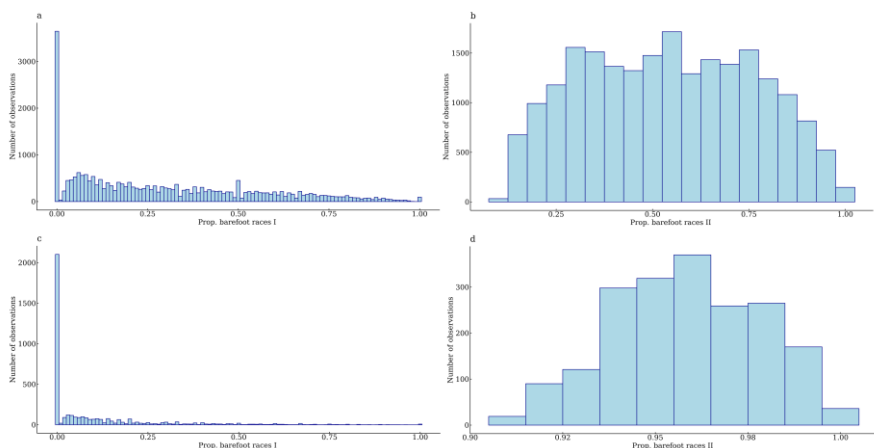 a
3000
2000
1000
0
0.00 0.25 0.50 0.75 1.00
Number of observations
Prop. barefoot races I
b
1500
1000
500
0
0.25 0.50 0.75 1.00
Number of observations
Prop. barefoot races II
c
2000
1500
1000
500
0
0.00 0.25 0.50 0.75 1.00
Number of observations
Prop. barefoot races I
d
300
200
100
0
0.90 0.92 0.95 0.98 1.00
Number of observations
Prop. barefoot races II